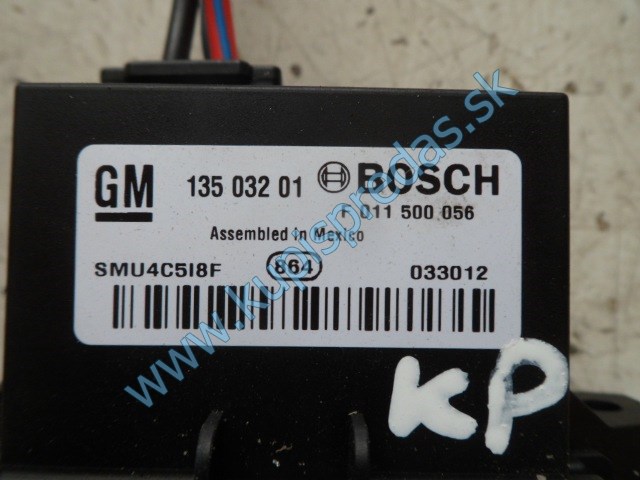 GM 135 032 01 BOSCH
F 011 500 056
Assembled in Mexico
SMU4C5I8F 864 033012
KP
www.kupispredas.sk